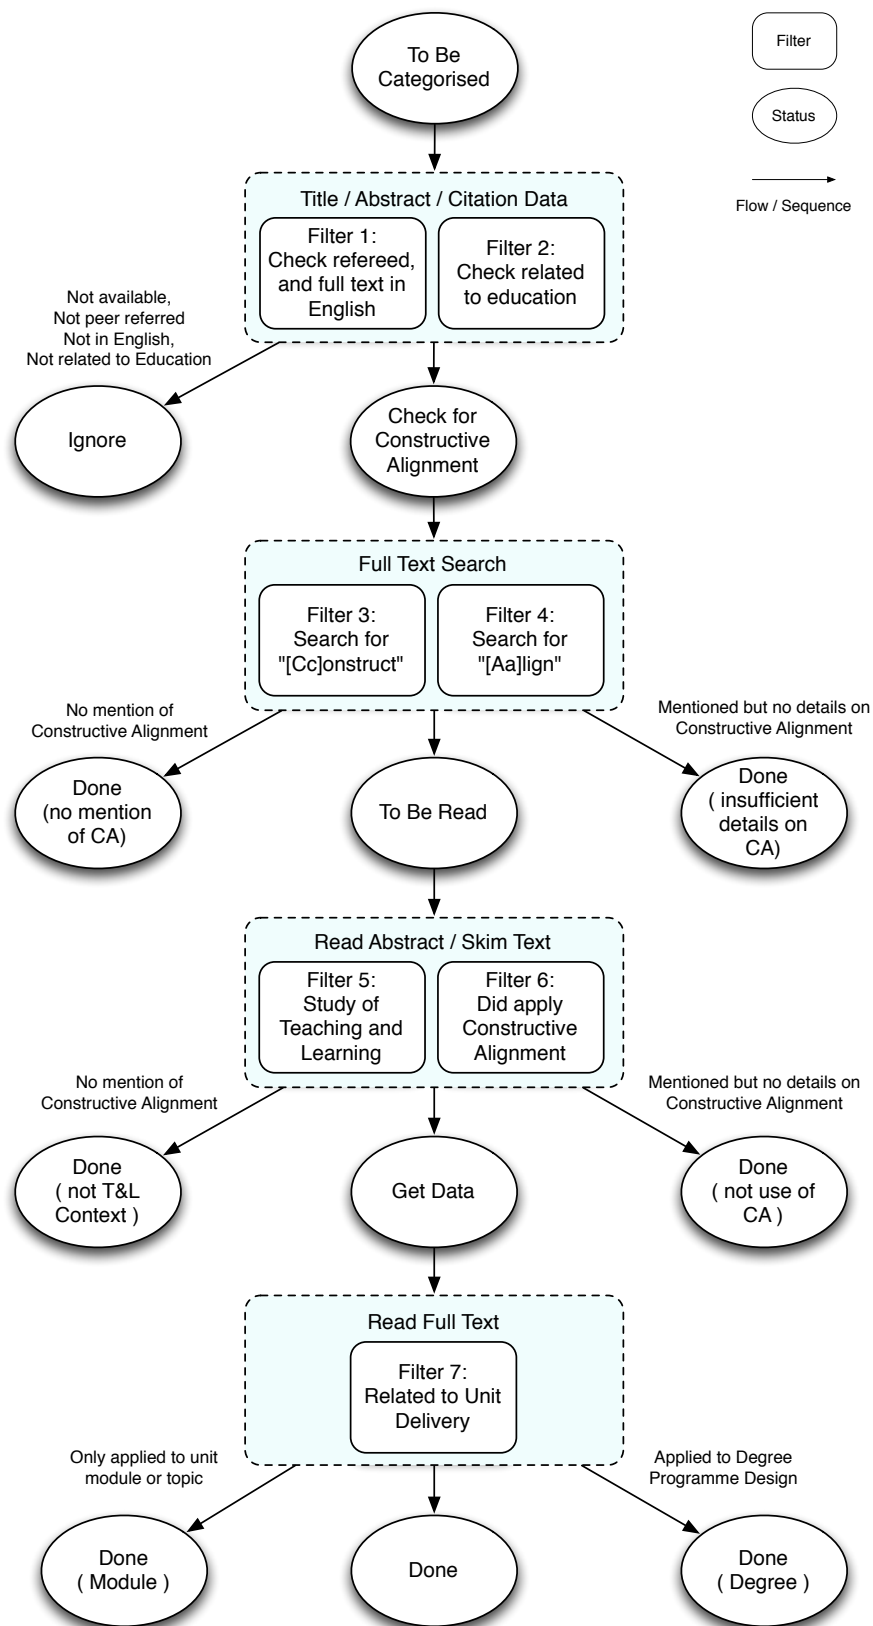 To Be
Categorised
Filter
Status
Flow / Sequence
Title / Abstract / Citation Data
Filter 1:
Check refereed,
and full text in
English
Filter 2:
Check related
to education
Not available,
Not peer referred
Not in English,
Not related to Education
Ignore
Check for
Constructive
Alignment
Full Text Search
Filter 3:
Search for
"[Cc]onstruct"
Filter 4:
Search for
"[Aa]lign"
No mention of
Constructive Alignment
Mentioned but no details on
Constructive Alignment
Done
(no mention
of CA)
To Be Read
Done
( insufficient
details on
CA)
Read Abstract / Skim Text
Filter 5:
Study of
Teaching and
Learning
Filter 6:
Did apply
Constructive
Alignment
No mention of
Constructive Alignment
Mentioned but no details on
Constructive Alignment
Done
( not T&L
Context )
Get Data
Done
( not use of
CA )
Read Full Text
Filter 7:
Related to Unit
Delivery
Only applied to unit
module or topic
Applied to Degree
Programme Design
Done
( Module )
Done
Done
( Degree )